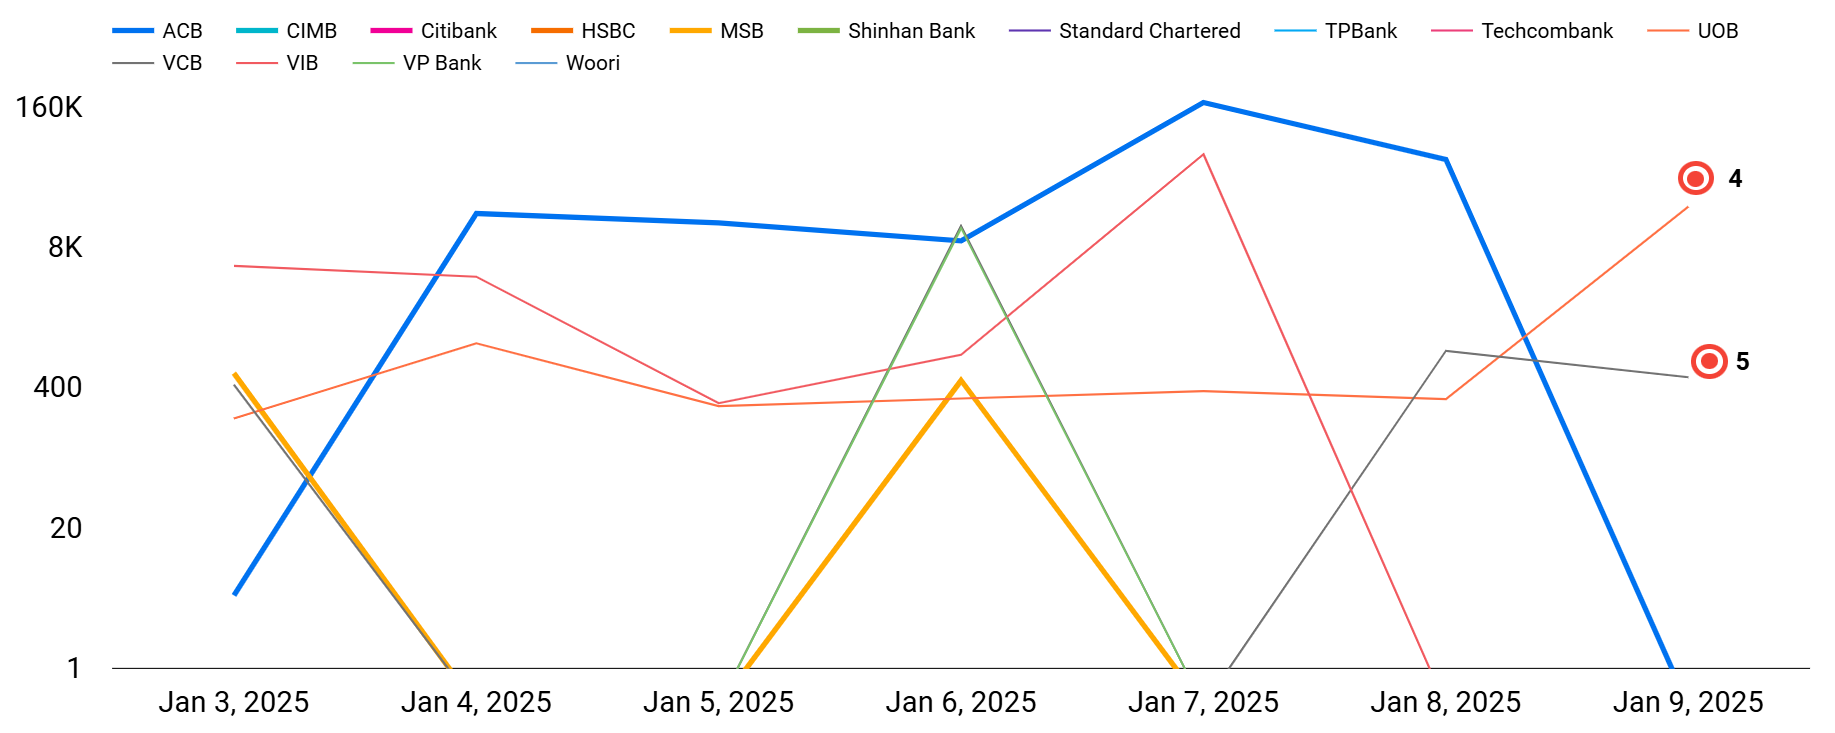 ACB CIMB Citibank HSBC MSB Shinhan Bank Standard Chartered TPBank Techcombank UOB
VCB VIB VP Bank Woori
160K
4
8K
5
400
20
1
Jan 3, 2025 Jan 4, 2025 Jan 5, 2025 Jan 6, 2025 Jan 7, 2025 Jan 8, 2025 Jan 9, 2025